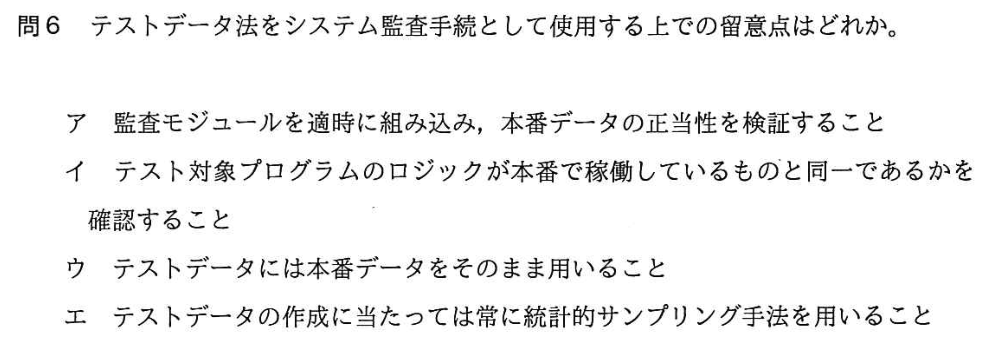 問6 テストデータ法をシステム監査手続として使用する上での留意点はどれか。
ア 監査モジュールを適時に組み込み，本番データの正当性を検証すること
イ テスト対象プログラムのロジックが本番で稼働しているものと同一であるかを
確認すること
ウ テストデータには本番データをそのまま用いること
エ テストデータの作成に当たっては常に統計的サンプリング手法を用いること